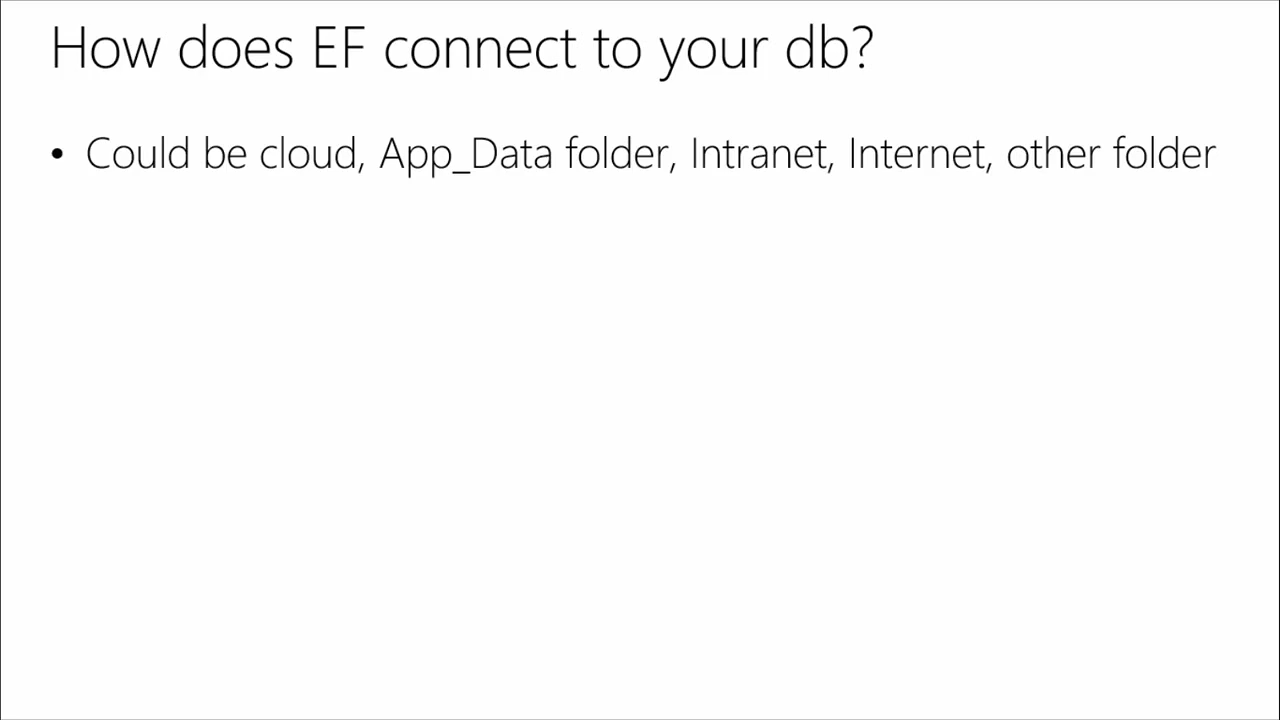 How does EF connect to your db?
• Could be cloud, App_Data folder, Intranet, Internet, other folder